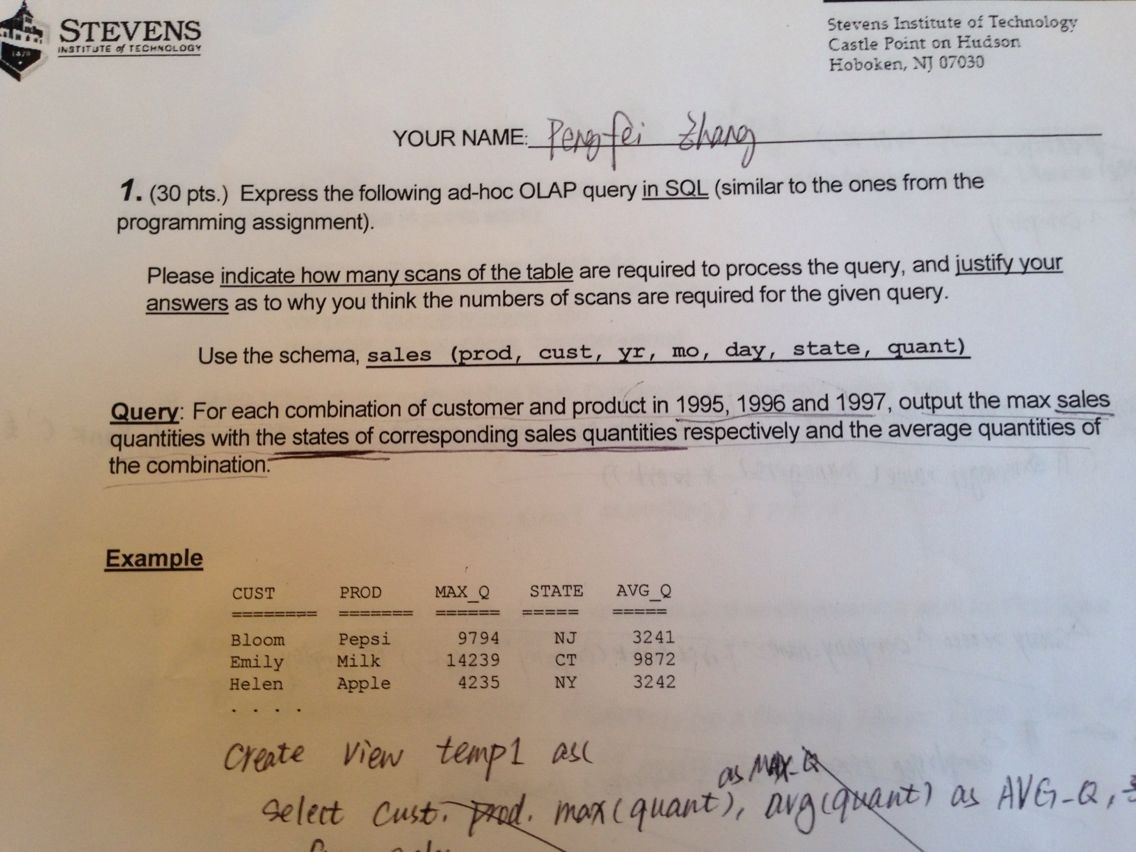 STEVENS
INSTITUTE of TECHNOLOGY
1870
Stevens Institute of Technology
Castle Point on Hudson
Hoboken, NJ 07030
YOUR NAME: Pengfei Zhang
1. (30 pts.) Express the following ad-hoc OLAP query in SQL (similar to the ones from the
programming assignment).
Please indicate how many scans of the table are required to process the query, and justify your
answers as to why you think the numbers of scans are required for the given query.
Use the schema, sales (prod, cust, yr, mo, day, state, quant)
Query: For each combination of customer and product in 1995, 1996 and 1997, output the max sales
quantities with the states of corresponding sales quantities respectively and the average quantities of
the combination.
Example
CUST PROD MAX_Q STATE AVG_Q
======== ======= ====== ===== =====
Bloom Pepsi 9794 NJ 3241
Emily Milk 14239 CT 9872
Helen Apple 4235 NY 3242
. . . .
Create View temp1 as(
as MAX_Q
select cust. prod. max(quant), avg(quant) as AVG-Q,